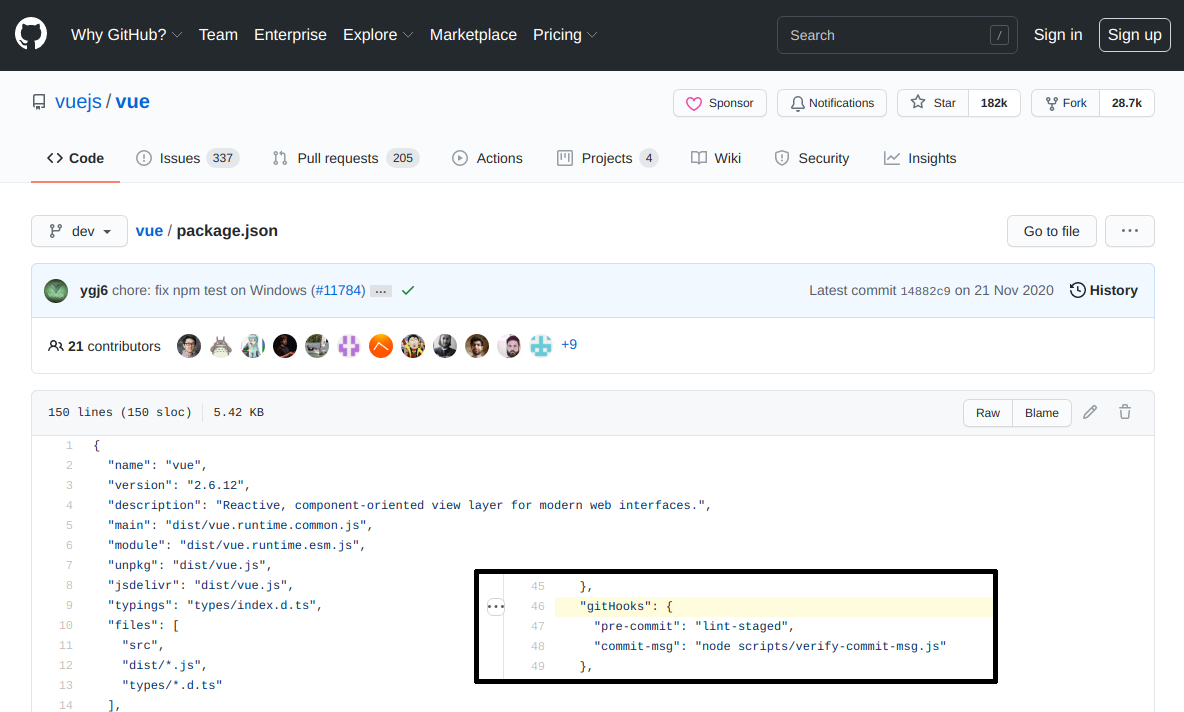 Why GitHub? Team Enterprise Explore Marketplace Pricing Search / Sign in Sign up
vuejs / vue Sponsor Notifications Star 182k Fork 28.7k
Code Issues 337 Pull requests 205 Actions Projects 4 Wiki Security Insights
dev vue / package.json Go to file ...
ygj6 chore: fix npm test on Windows (#11784) ... Latest commit 14882c9 on 21 Nov 2020 History
21 contributors +9
150 lines (150 sloc) 5.42 KB Raw Blame
1 {
2 "name": "vue",
3 "version": "2.6.12",
4 "description": "Reactive, component-oriented view layer for modern web interfaces.",
5 "main": "dist/vue.runtime.common.js",
6 "module": "dist/vue.runtime.esm.js",
7 "unpkg": "dist/vue.js",
8 "jsdelivr": "dist/vue.js",
9 "typings": "types/index.d.ts",
10 "files": [
11 "src",
12 "dist/*.js",
13 "types/*.d.ts"
14 ],
45 },
... 46 "gitHooks": {
47 "pre-commit": "lint-staged",
48 "commit-msg": "node scripts/verify-commit-msg.js"
49 },